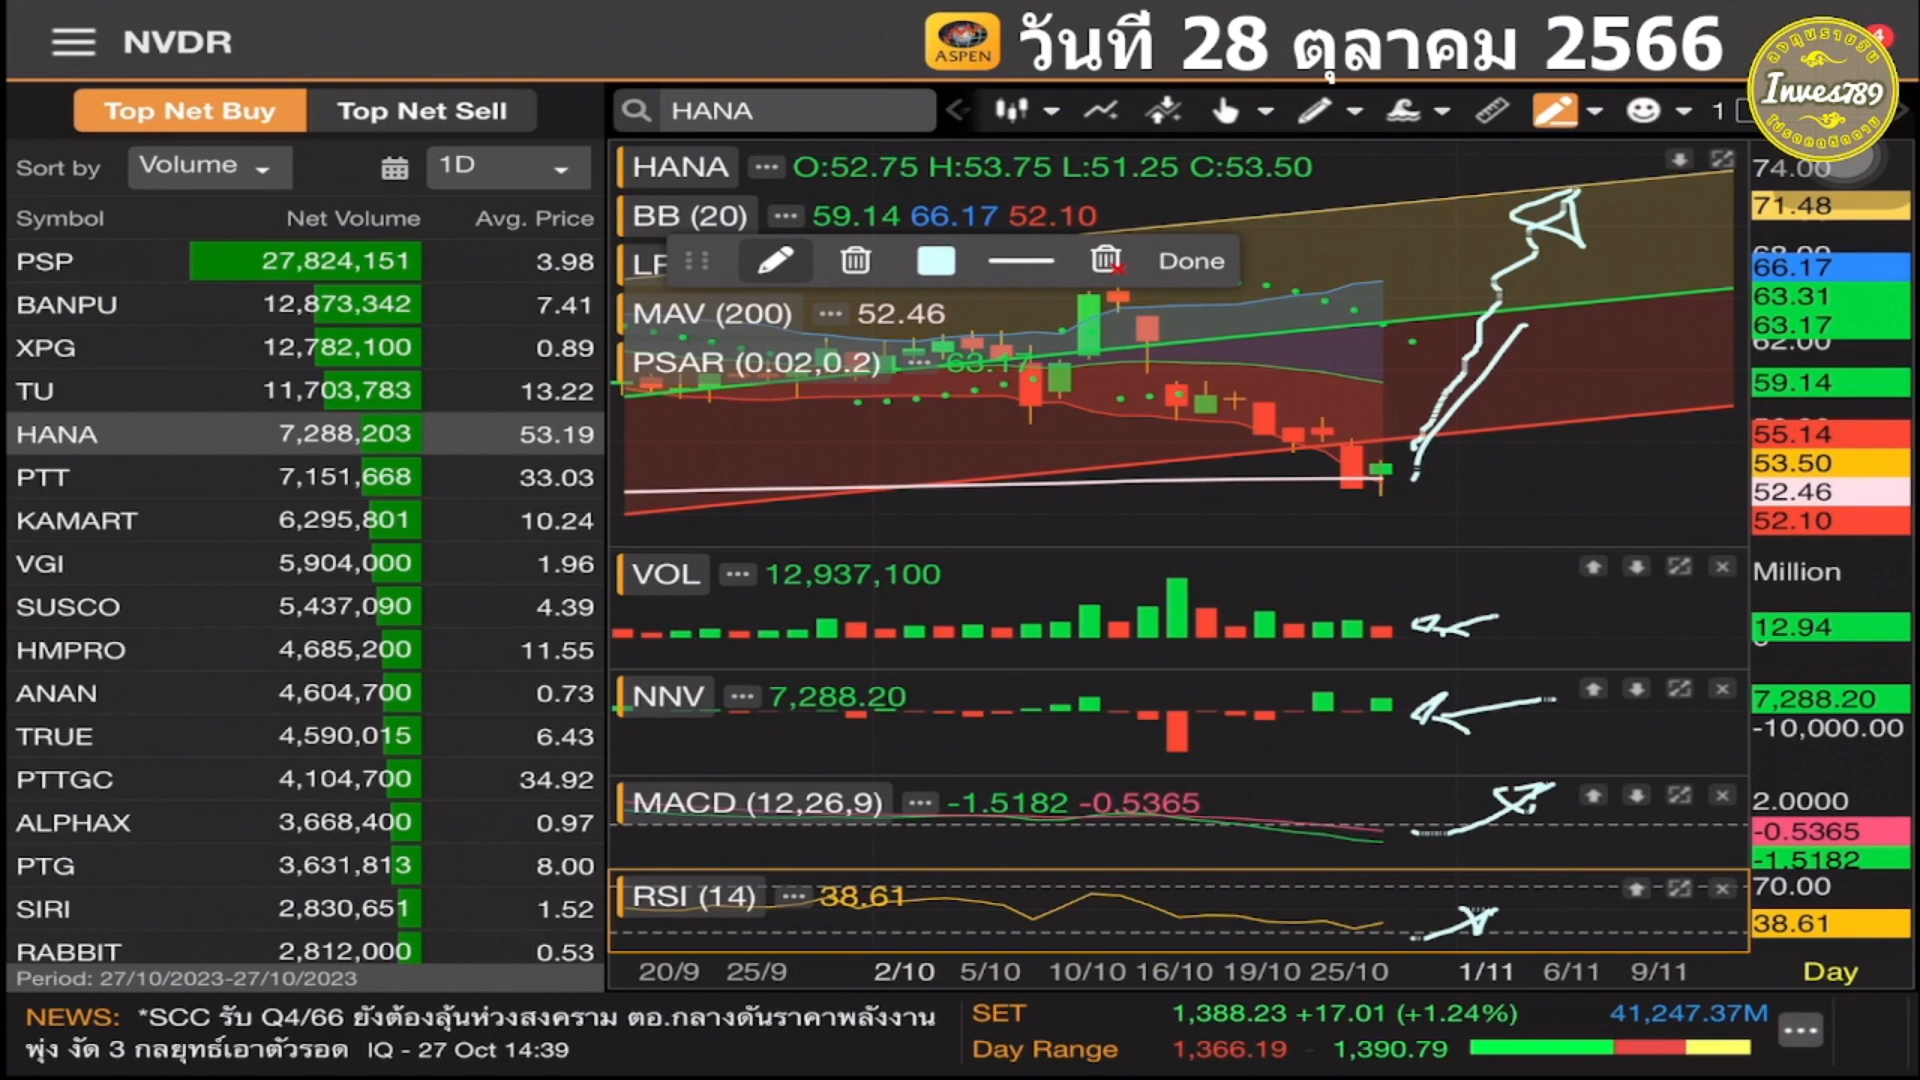 NVDR
ASPEN
วันที่ 28 ตุลาคม 2566
ลงทุนรายวัน
Inves789
4
Top Net Buy Top Net Sell
HANA
1
Sort by Volume 1D
Symbol Net Volume Avg. Price
PSP 27,824,151 3.98
BANPU 12,873,342 7.41
XPG 12,782,100 0.89
TU 11,703,783 13.22
HANA 7,288,203 53.19
PTT 7,151,668 33.03
KAMART 6,295,801 10.24
VGI 5,904,000 1.96
SUSCO 5,437,090 4.39
HMPRO 4,685,200 11.55
ANAN 4,604,700 0.73
TRUE 4,590,015 6.43
PTTGC 4,104,700 34.92
ALPHAX 3,668,400 0.97
PTG 3,631,813 8.00
SIRI 2,830,651 1.52
RABBIT 2,812,000 0.53
Period: 27/10/2023-27/10/2023
HANA O:52.75 H:53.75 L:51.25 C:53.50
BB (20) 59.14 66.17 52.10
Done
MAV (200) 52.46
PSAR (0.02,0.2) 63.17
74.00
71.48
66.17
63.31
63.17
62.00
59.14
55.14
53.50
52.46
52.10
VOL 12,937,100
Million
12.94
NNV 7,288.20
7,288.20
-10,000.00
MACD (12,26,9) -1.5182 -0.5365
2.0000
-0.5365
-1.5182
RSI (14) 38.61
70.00
38.61
20/9 25/9 2/10 5/10 10/10 16/10 19/10 25/10 1/11 6/11 9/11 Day
NEWS: *SCC รับ Q4/66 ยังต้องลุ้นห่วงสงคราม ตอ.กลางดันราคาพลังงาน
พุ่ง งัด 3 กลยุทธ์เอาตัวรอด IQ - 27 Oct 14:39
SET 1,388.23 +17.01 (+1.24%) 41,247.37M
Day Range 1,366.19 - 1,390.79